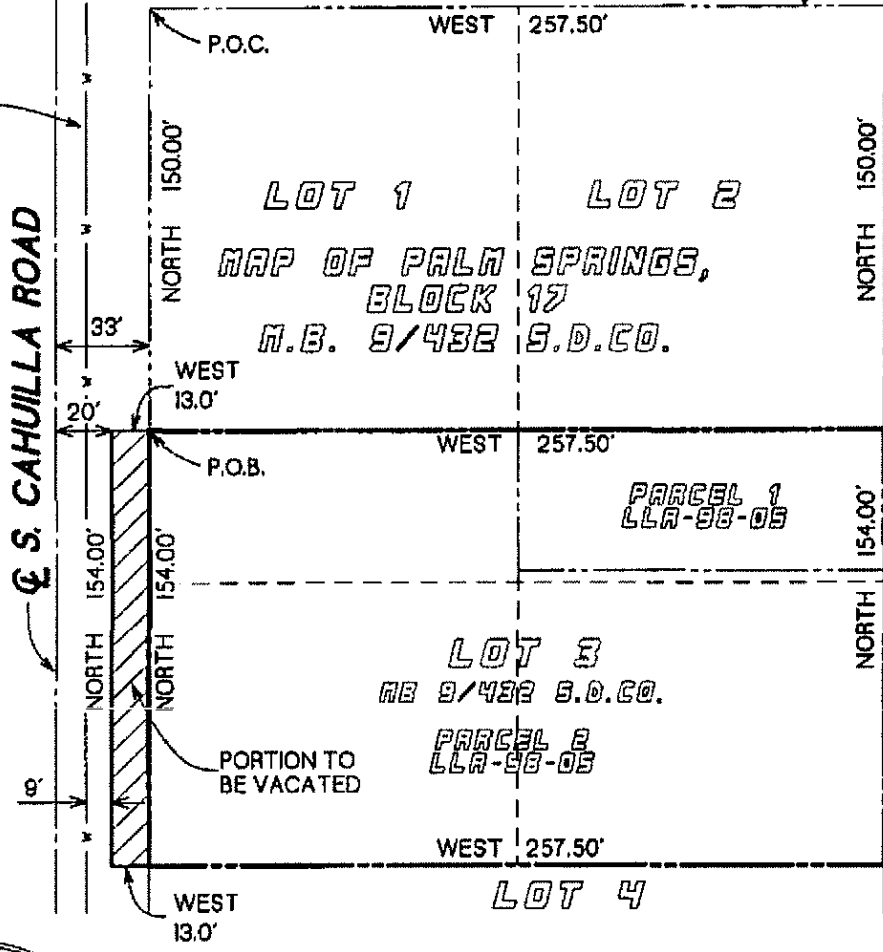 WEST 257.50'
P.O.C.
NORTH 150.00'
NORTH 150.00'
LOT 1
LOT 2
MAP OF PALM SPRINGS,
BLOCK 17
M.B. 9/432 S.D.CO.
W
W
W
W
℄ S. CAHUILLA ROAD
33'
WEST
13.0'
20'
WEST 257.50'
P.O.B.
PARCEL 1
LLA-98-05
NORTH 154.00'
NORTH 154.00'
NORTH 154.00'
LOT 3
MB 9/432 S.D.CO.
PARCEL 2
LLA-98-05
PORTION TO
BE VACATED
9'
WEST 257.50'
LOT 4
WEST
13.0'